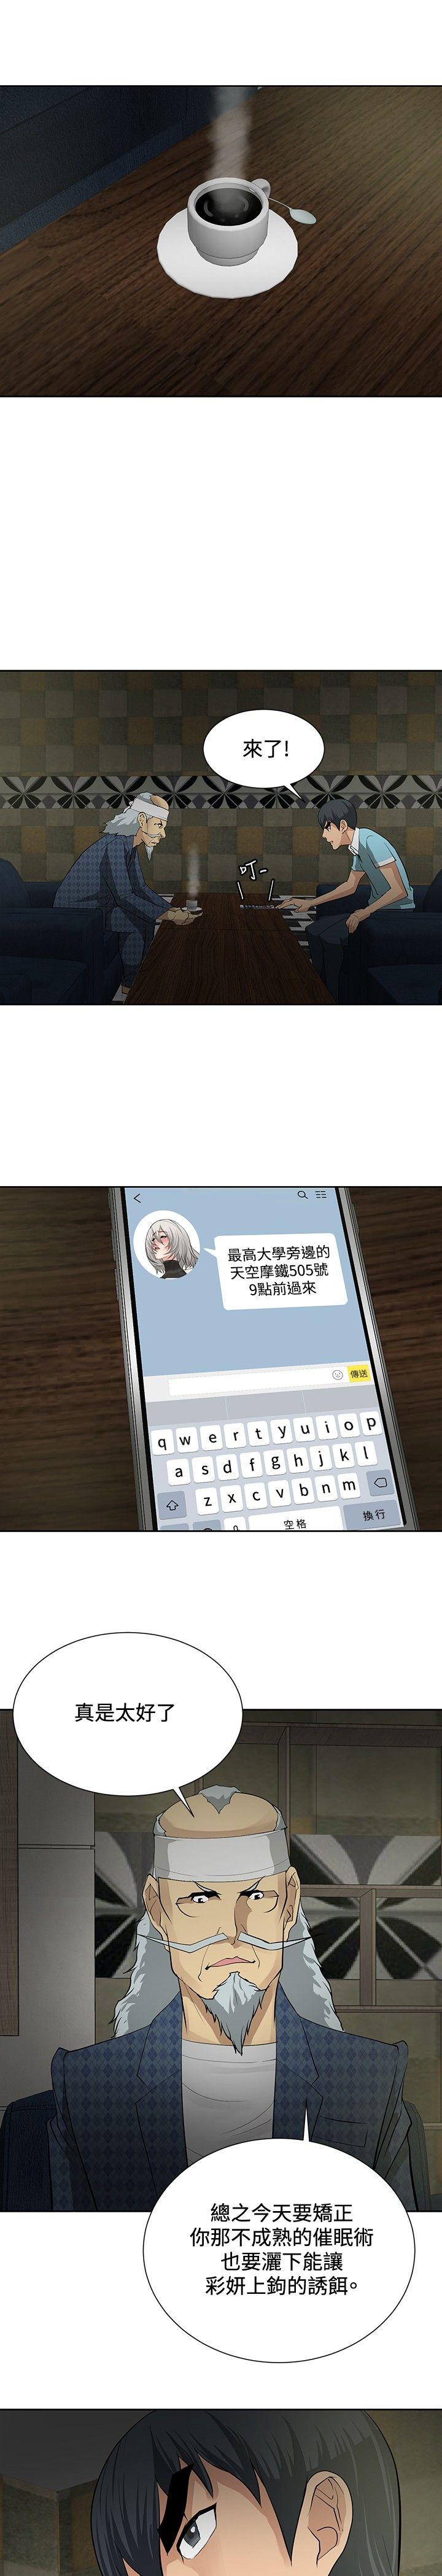 來了!
叮-
最高大學旁邊的
天空摩鐵505號
9點前過來
傳送
q w e r t y u i o p
a s d f g h j k l
z x c v b n m
空格
換行
真是太好了
總之今天要矯正
你那不成熟的催眠術
也要灑下能讓
彩妍上鉤的誘餌。